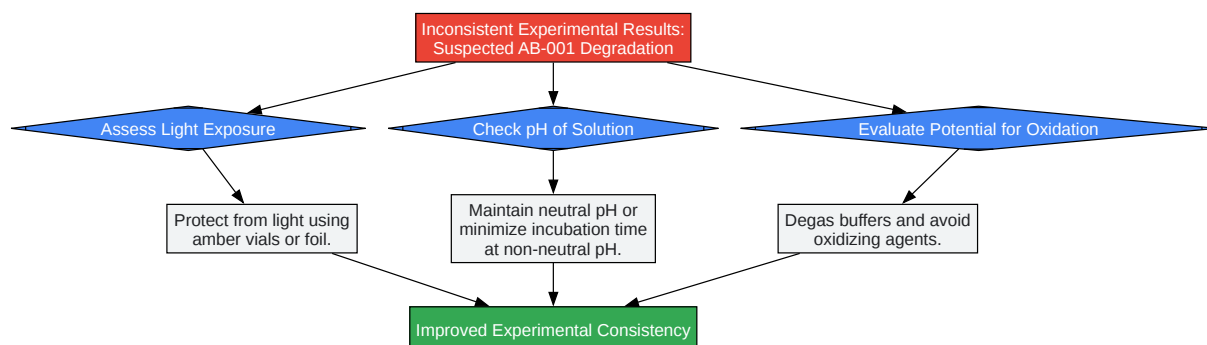 Inconsistent Experimental Results:
Suspected AB-001 Degradation
Assess Light Exposure
Check pH of Solution
Evaluate Potential for Oxidation
Protect from light using
amber vials or foil.
Maintain neutral pH or
minimize incubation time
at non-neutral pH.
Degas buffers and avoid
oxidizing agents.
Improved Experimental Consistency